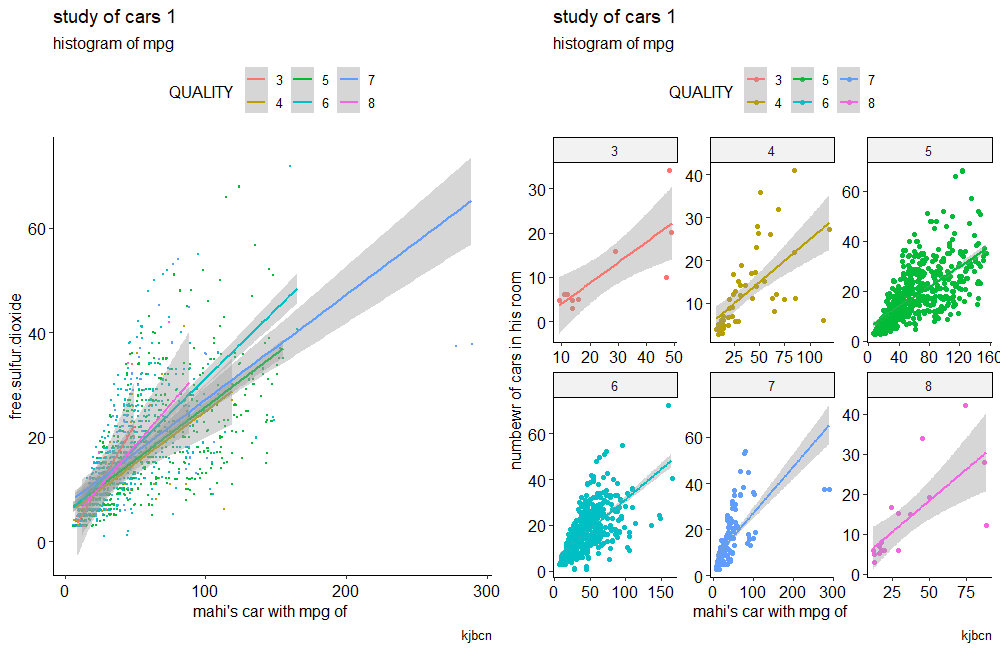 study of cars 1
histogram of mpg
QUALITY 3 5 7
4 6 8
free.sulfur.dioxide
60
40
20
0
0 100 200 300
mahi's car with mpg of
kjbcn
study of cars 1
histogram of mpg
QUALITY 3 5 7
4 6 8
numbewr of cars in his room
3
30
20
10
0
10 20 30 40 50
4
40
30
20
10
25 50 75 100
5
60
40
20
0
0 40 80 120 160
6
60
40
20
0
0 50 100 150
7
60
40
20
0
0 100 200 300
8
40
30
20
10
0
25 50 75
mahi's car with mpg of
kjbcn